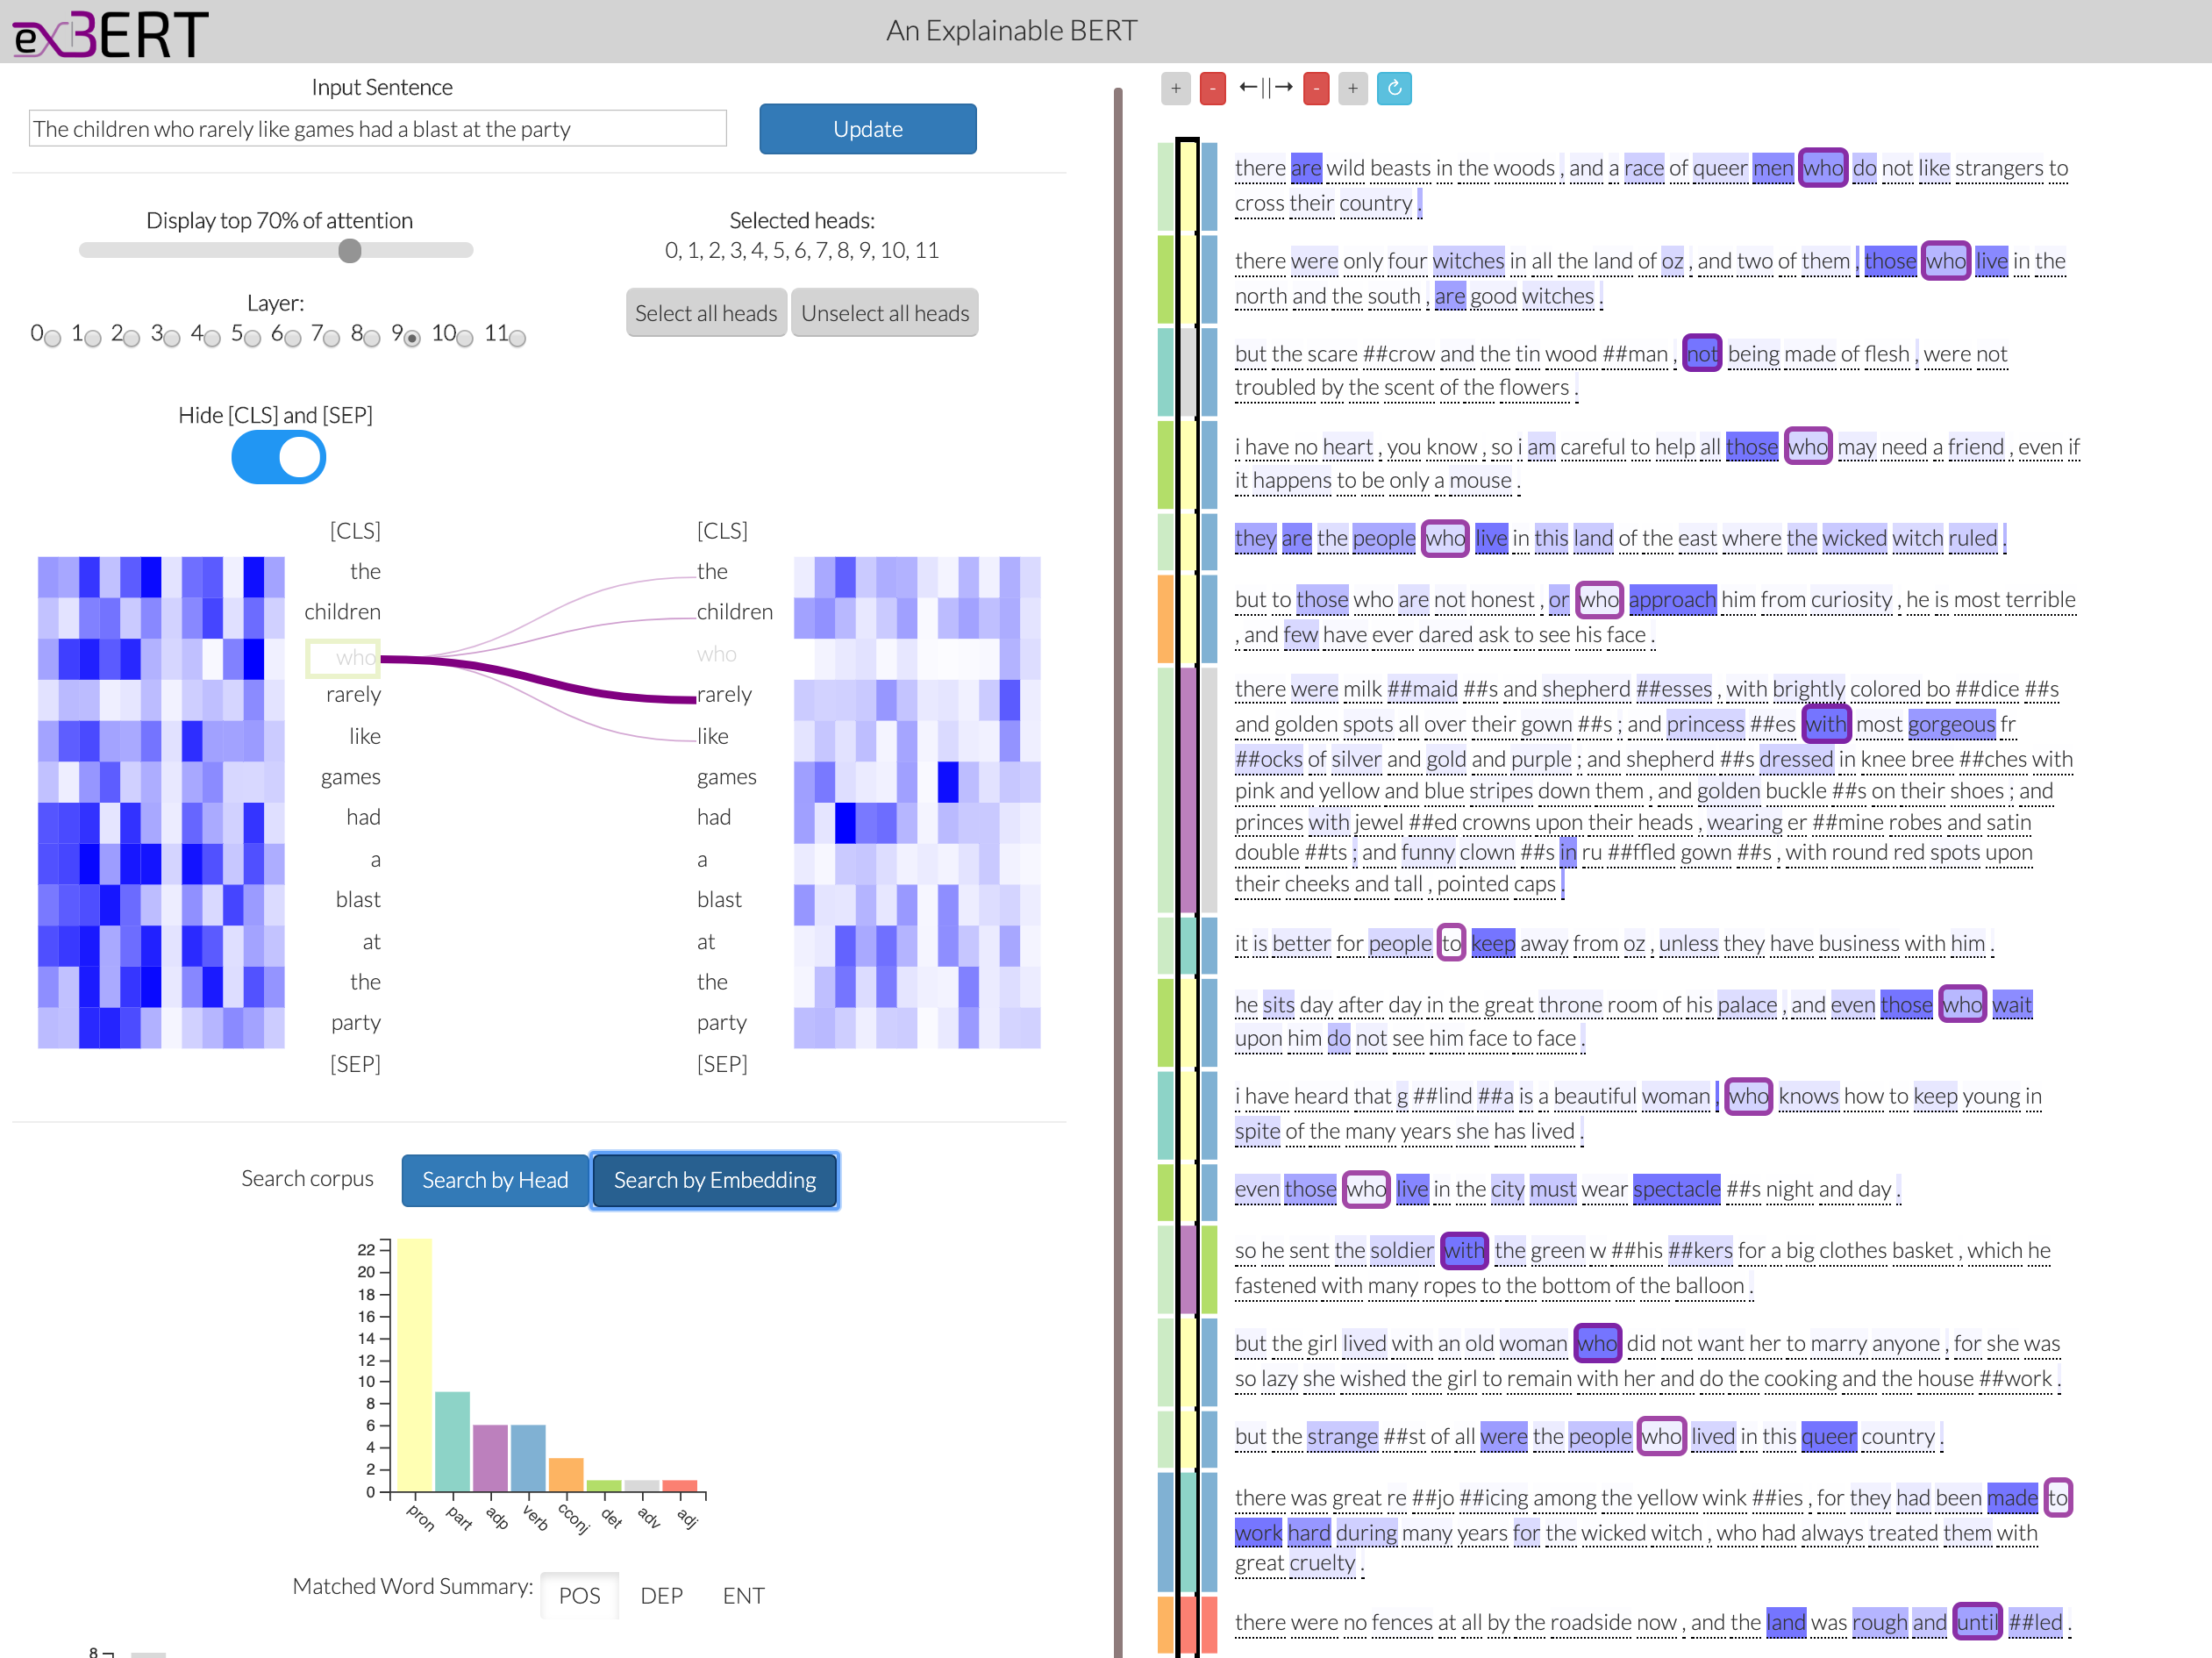 exBERT
An Explainable BERT
Input Sentence
The children who rarely like games had a blast at the party
Update
Display top 70% of attention
Selected heads:
0, 1, 2, 3, 4, 5, 6, 7, 8, 9, 10, 11
Layer:
0 1 2 3 4 5 6 7 8 9 10 11
Select all heads
Unselect all heads
Hide [CLS] and [SEP]
[CLS] [CLS]
the the
children children
who who
rarely rarely
like like
games games
had had
a a
blast blast
at at
the the
party party
[SEP] [SEP]
Search corpus
Search by Head
Search by Embedding
22
20
18
16
14
12
10
8
6
4
2
0
pron part adp verb cconj det adv adj
Matched Word Summary: POS DEP ENT
8
+ - ←||→ - +
there are wild beasts in the woods , and a race of queer men who do not like strangers to
cross their country .
there were only four witches in all the land of oz , and two of them , those who live in the
north and the south , are good witches .
but the scare ##crow and the tin wood ##man , not being made of flesh , were not
troubled by the scent of the flowers .
i have no heart , you know , so i am careful to help all those who may need a friend , even if
it happens to be only a mouse .
they are the people who live in this land of the east where the wicked witch ruled .
but to those who are not honest , or who approach him from curiosity , he is most terrible
, and few have ever dared ask to see his face .
there were milk ##maid ##s and shepherd ##esses , with brightly colored bo ##dice ##s
and golden spots all over their gown ##s ; and princess ##es with most gorgeous fr
##ocks of silver and gold and purple ; and shepherd ##s dressed in knee bree ##ches with
pink and yellow and blue stripes down them , and golden buckle ##s on their shoes ; and
princes with jewel ##ed crowns upon their heads , wearing er ##mine robes and satin
double ##ts ; and funny clown ##s in ru ##ffled gown ##s , with round red spots upon
their cheeks and tall , pointed caps .
it is better for people to keep away from oz , unless they have business with him .
he sits day after day in the great throne room of his palace , and even those who wait
upon him do not see him face to face .
i have heard that g ##lind ##a is a beautiful woman , who knows how to keep young in
spite of the many years she has lived .
even those who live in the city must wear spectacle ##s night and day .
so he sent the soldier with the green w ##his ##kers for a big clothes basket , which he
fastened with many ropes to the bottom of the balloon .
but the girl lived with an old woman who did not want her to marry anyone , for she was
so lazy she wished the girl to remain with her and do the cooking and the house ##work .
but the strange ##st of all were the people who lived in this queer country .
there was great re ##jo ##icing among the yellow wink ##ies , for they had been made to
work hard during many years for the wicked witch , who had always treated them with
great cruelty .
there were no fences at all by the roadside now , and the land was rough and until ##led .